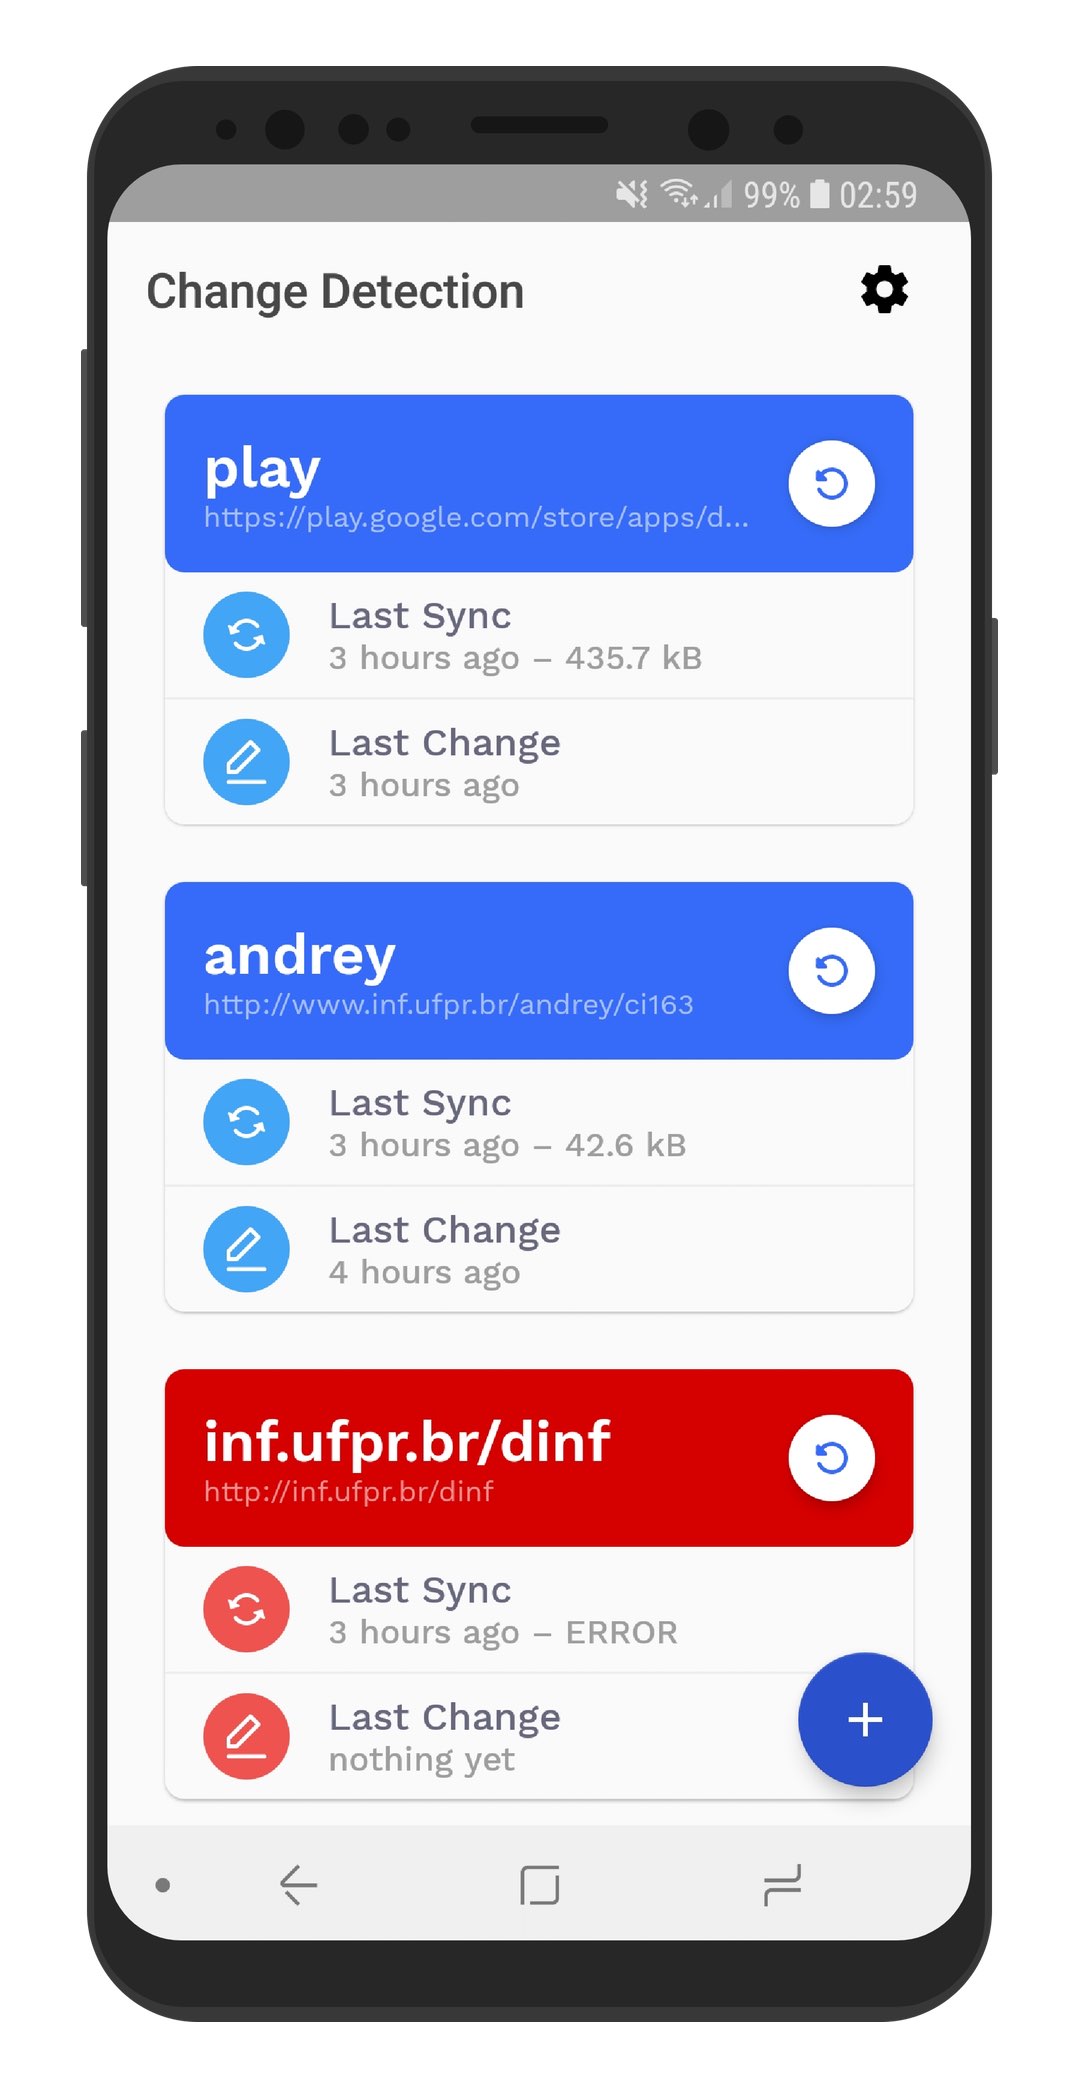 99% 02:59
Change Detection
play
https://play.google.com/store/apps/d...
Last Sync
3 hours ago – 435.7 kB
Last Change
3 hours ago
andrey
http://www.inf.ufpr.br/andrey/ci163
Last Sync
3 hours ago – 42.6 kB
Last Change
4 hours ago
inf.ufpr.br/dinf
http://inf.ufpr.br/dinf
Last Sync
3 hours ago – ERROR
Last Change
nothing yet